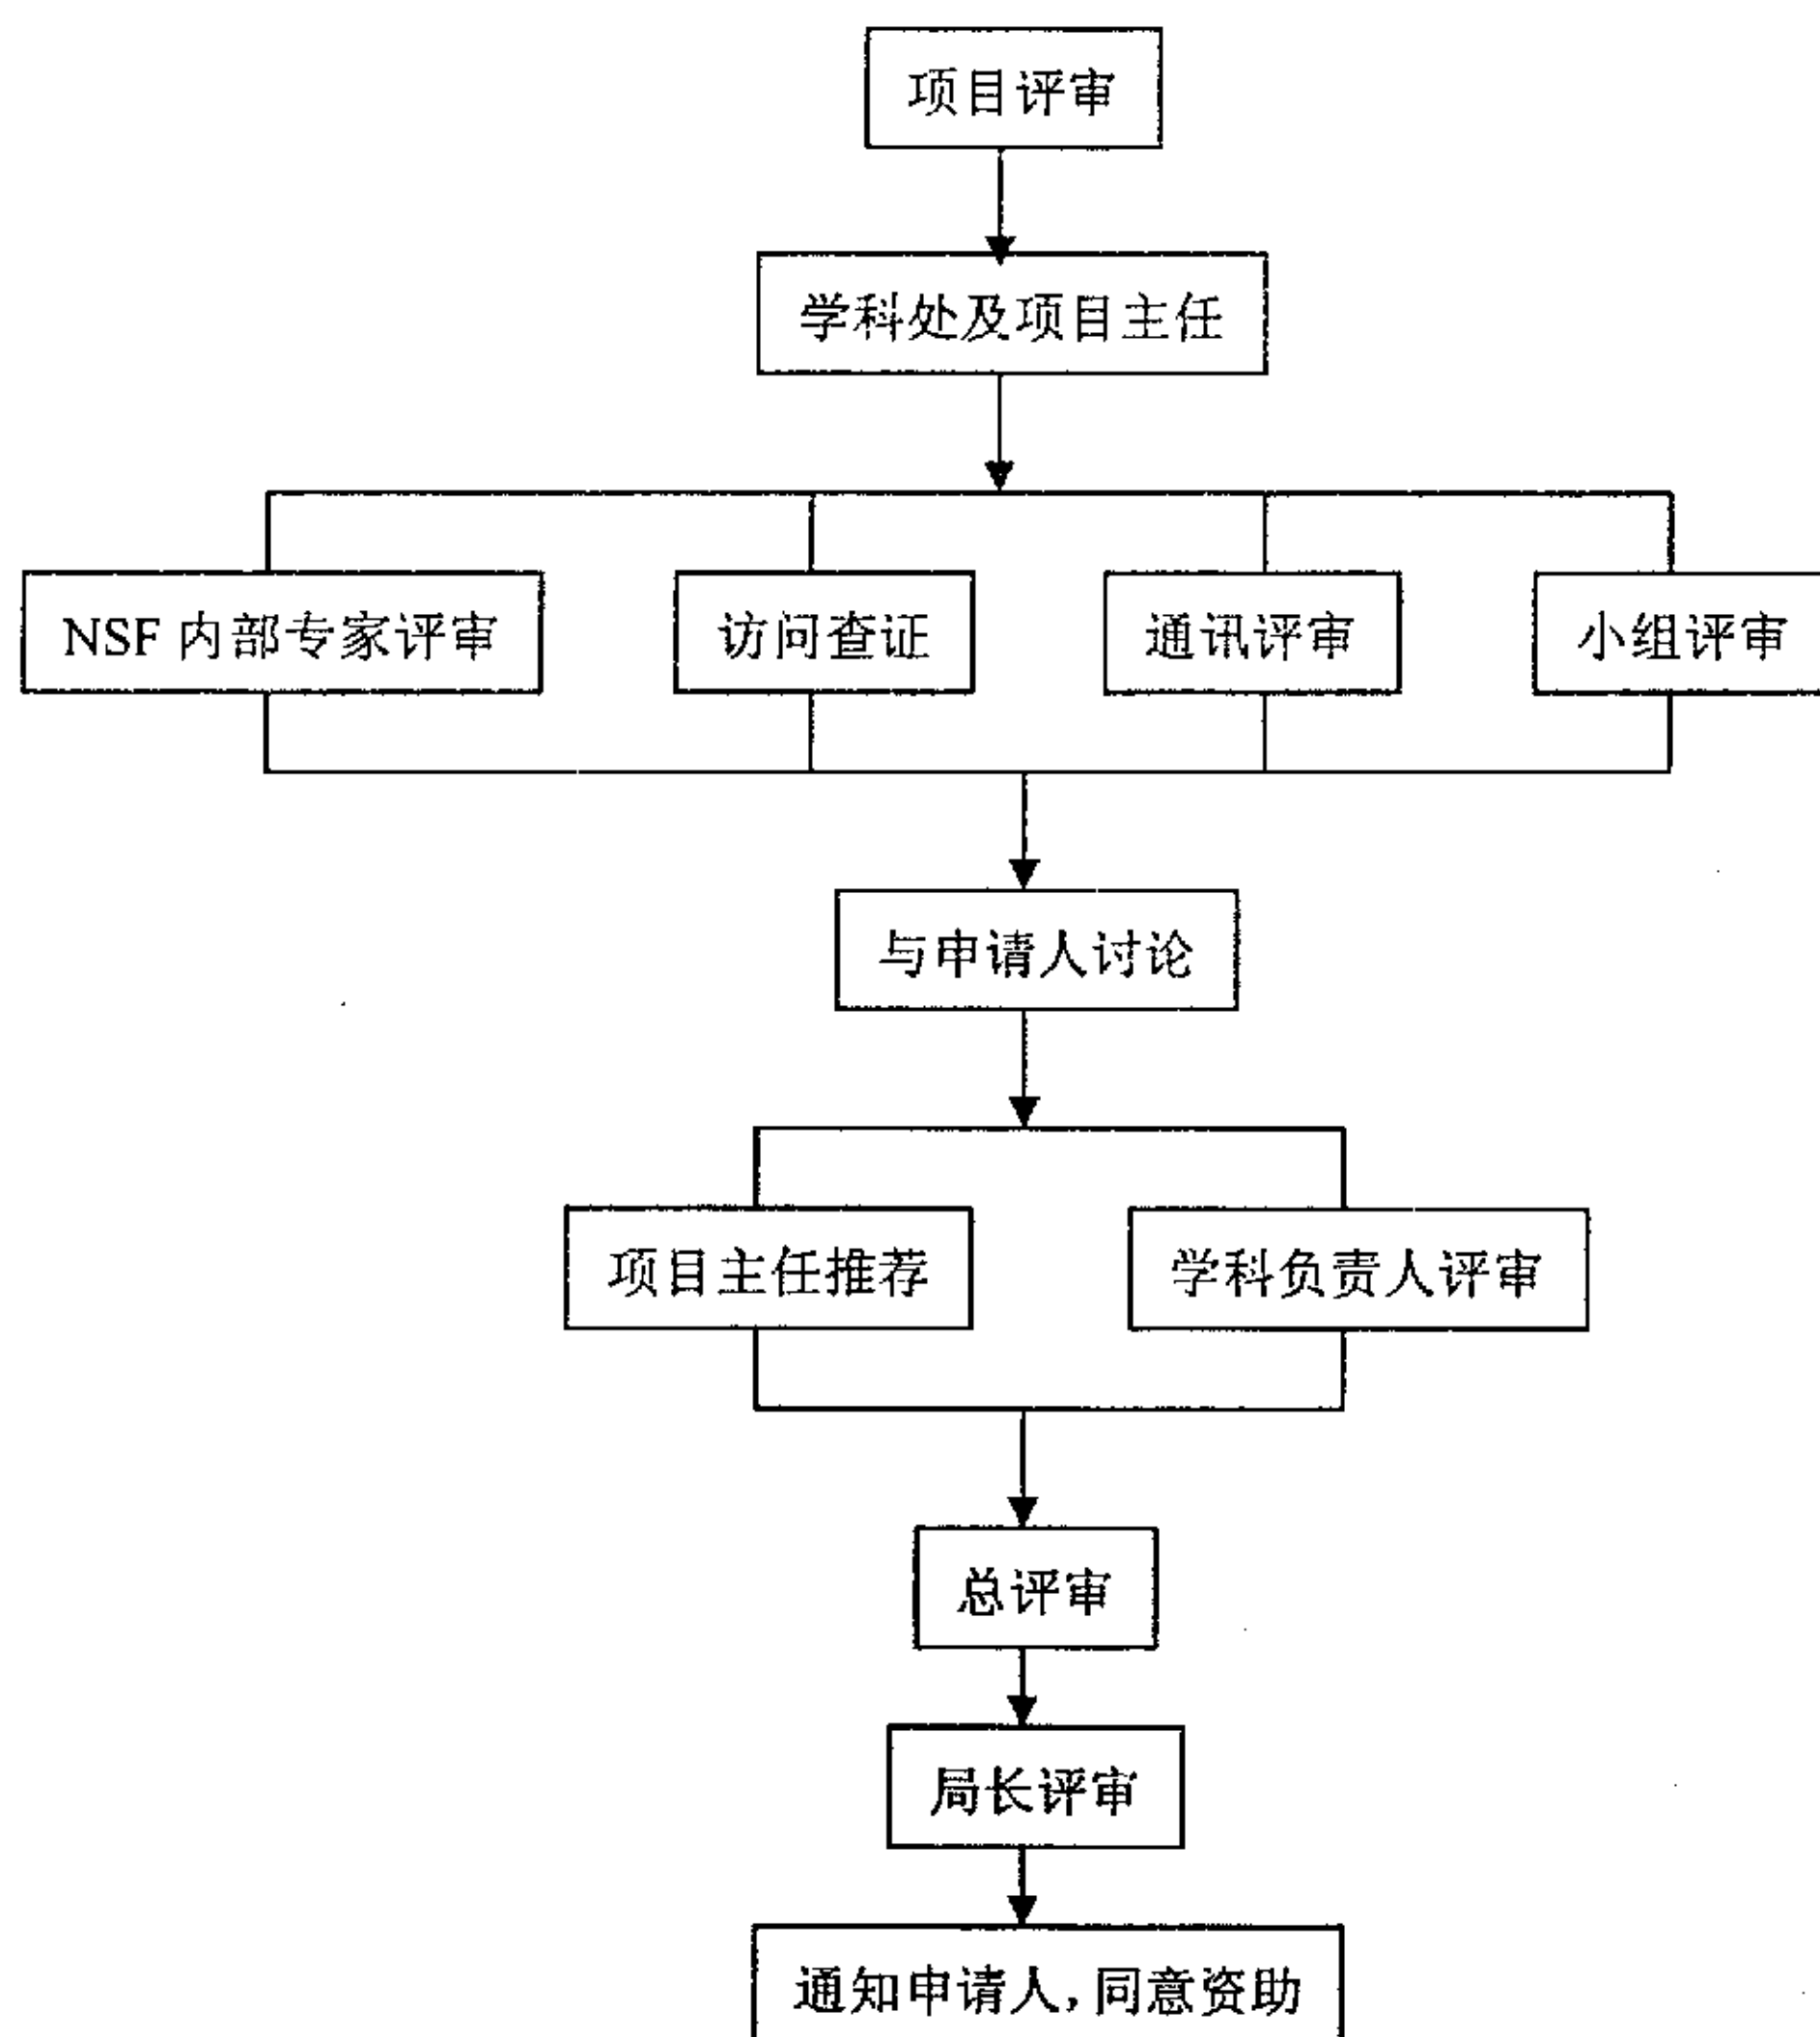 项目评审
学科处及项目主任
NSF 内部专家评审
访问查证
通讯评审
小组评审
与申请人讨论
项目主任推荐
学科负责人评审
总评审
局长评审
通知申请人,同意资助